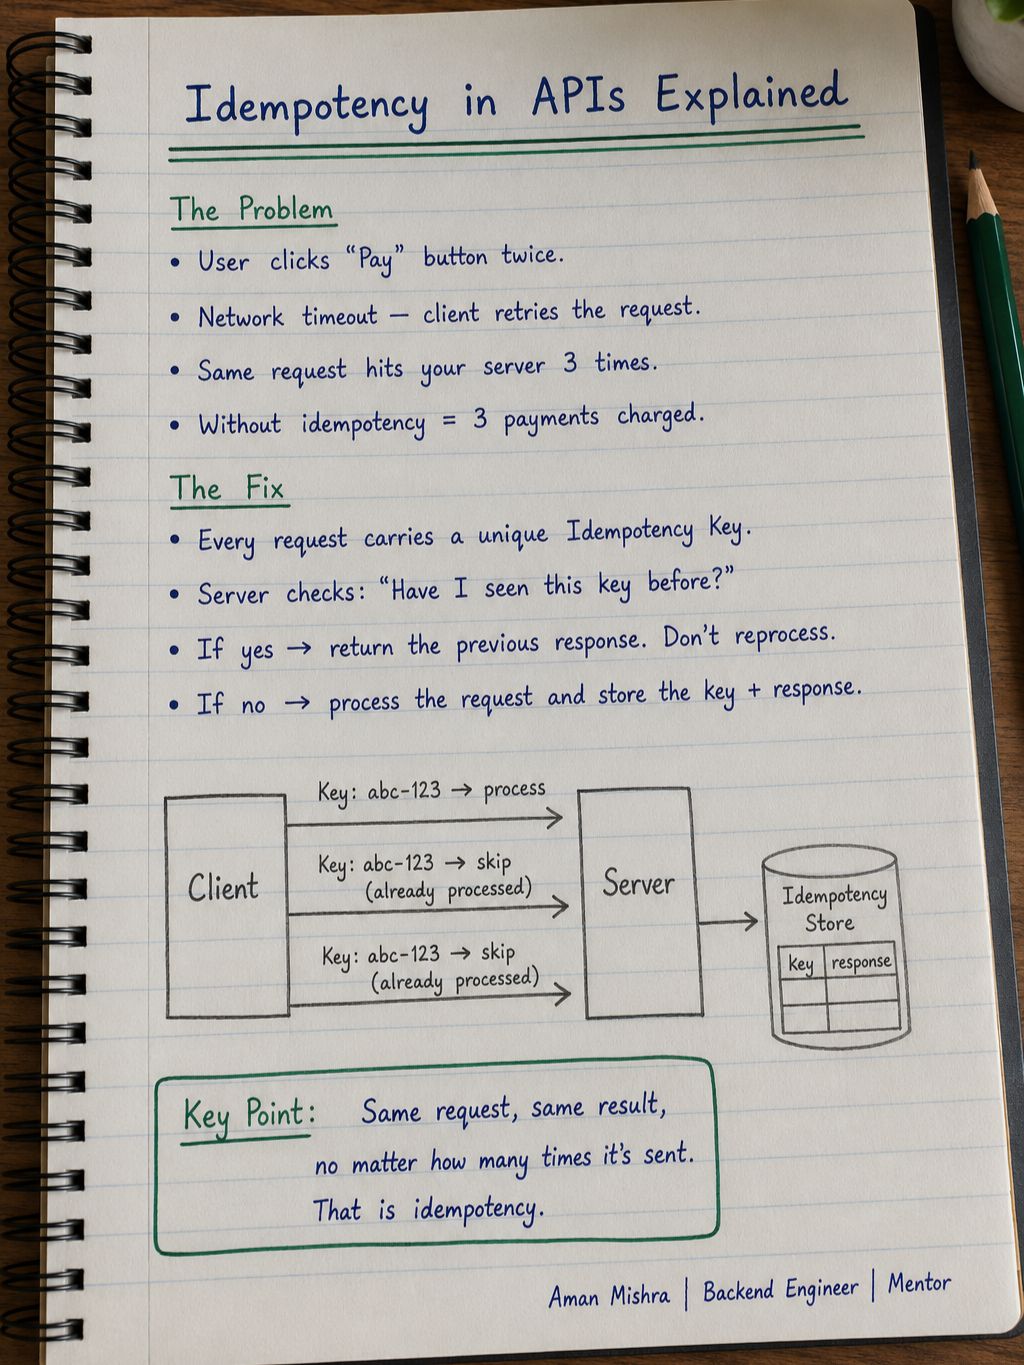 Idempotency in APIs Explained
The Problem
• User clicks “Pay” button twice.
• Network timeout — client retries the request.
• Same request hits your server 3 times.
• Without idempotency = 3 payments charged.
The Fix
• Every request carries a unique Idempotency Key.
• Server checks: “Have I seen this key before?”
• If yes → return the previous response. Don’t reprocess.
• If no → process the request and store the key + response.
Key: abc-123 → process
Key: abc-123 → skip
(already processed)
Key: abc-123 → skip
(already processed)
Client
Server
Idempotency
Store
Key response
Key Point: Same request, same result,
no matter how many times it’s sent.
That is idempotency.
Aman Mishra | Backend Engineer | Mentor